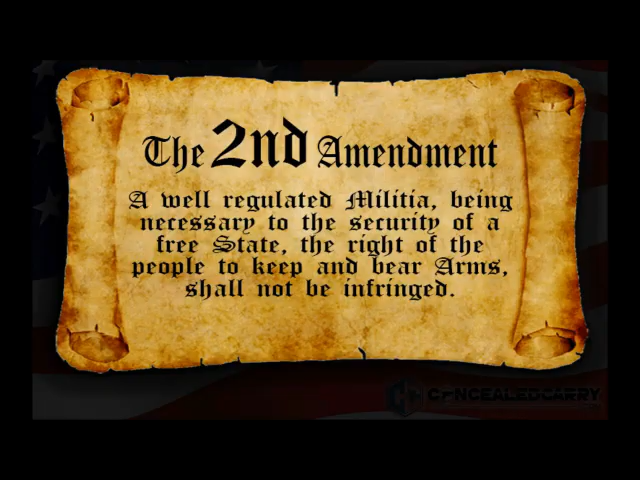 The 2nd Amendment
A well regulated Militia, being
necessary to the security of a
free State, the right of the
people to keep and bear Arms,
shall not be infringed.
CONCEALEDCARRY